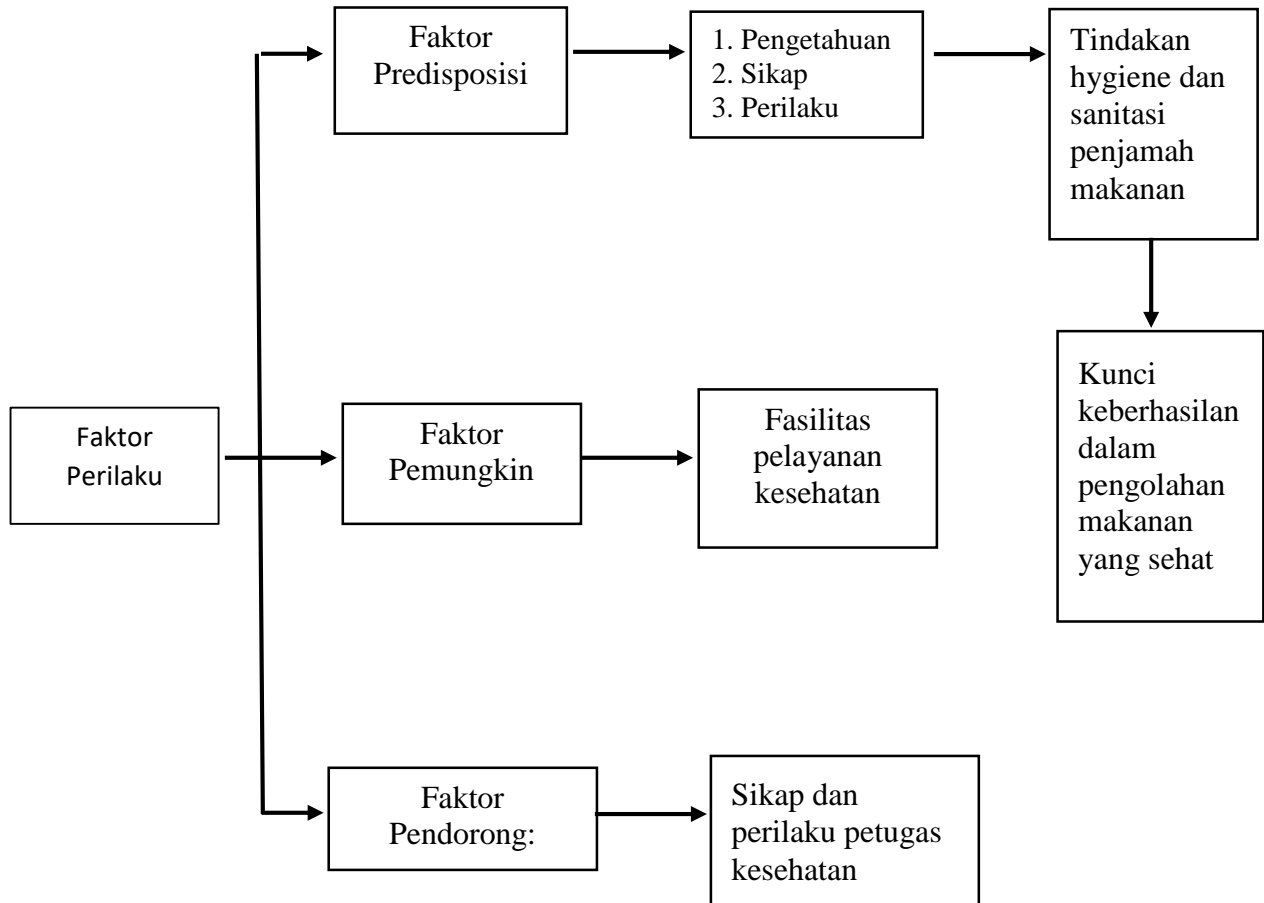 Faktor
Predisposisi
1. Pengetahuan
2. Sikap
3. Perilaku
Tindakan
hygiene dan
sanitasi
penjamah
makanan
Kunci
keberhasilan
dalam
pengolahan
makanan
yang sehat
Faktor
Perilaku
Faktor
Pemungkin
Fasilitas
pelayanan
kesehatan
Faktor
Pendorong:
Sikap dan
perilaku petugas
kesehatan